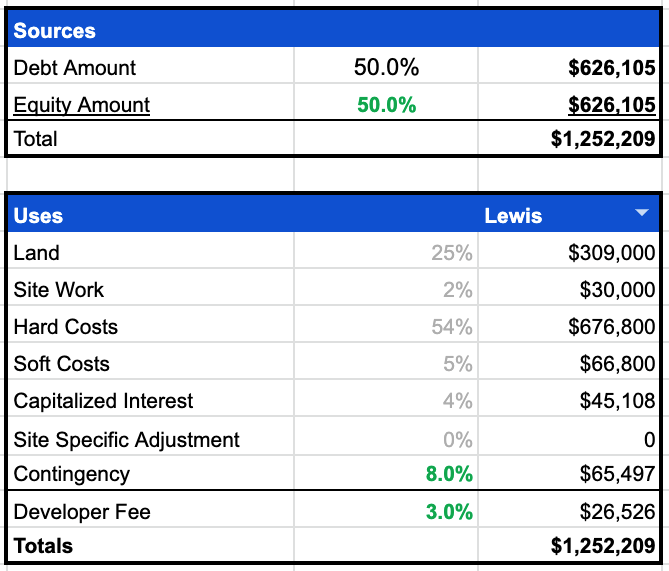 Sources
Debt Amount 50.0% $626,105
Equity Amount 50.0% $626,105
Total $1,252,209
Uses Lewis
Land 25% $309,000
Site Work 2% $30,000
Hard Costs 54% $676,800
Soft Costs 5% $66,800
Capitalized Interest 4% $45,108
Site Specific Adjustment 0% 0
Contingency 8.0% $65,497
Developer Fee 3.0% $26,526
Totals $1,252,209